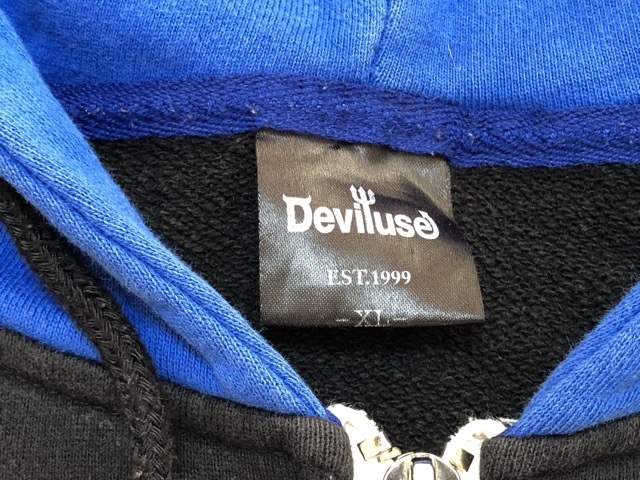 Deviluse
EST.1999
-XL-